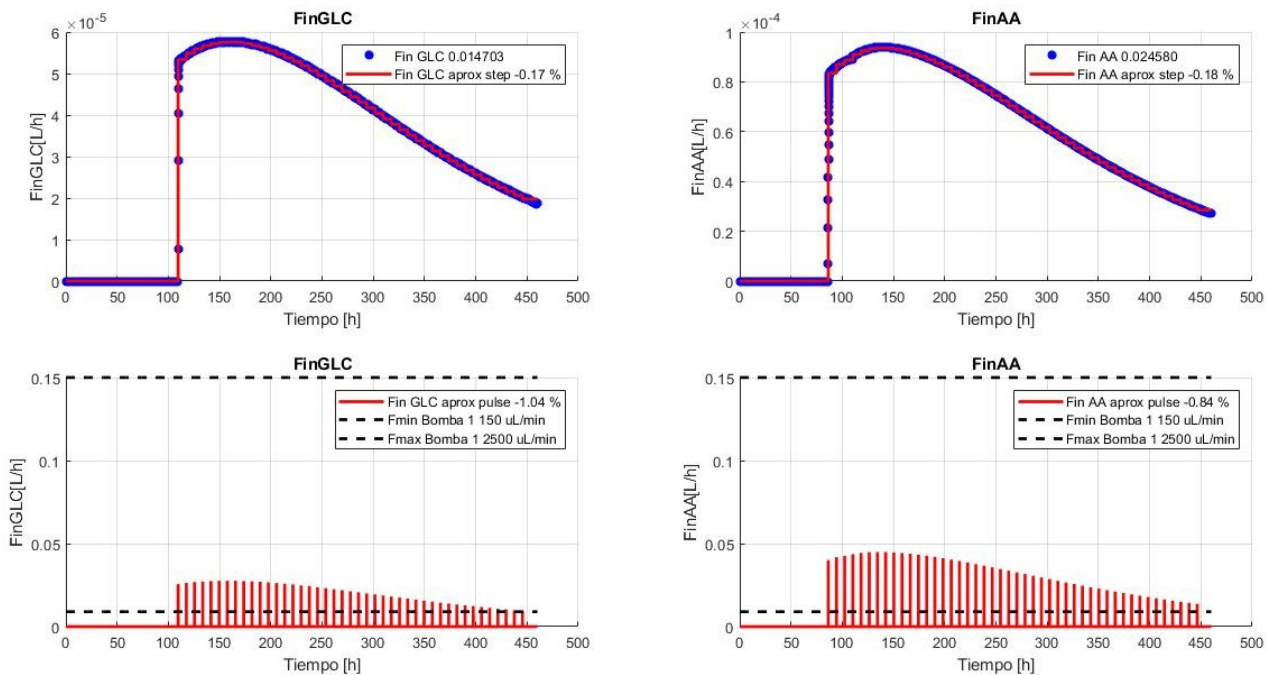 FinGLC
×10⁻⁵
6
5
4
3
2
1
0
FinGLC[L/h]
Fin GLC 0.014703
Fin GLC aprox step -0.17 %
0 50 100 150 200 250 300 350 400 450 500
Tiempo [h]
FinAA
×10⁻⁴
1
0.8
0.6
0.4
0.2
0
FinAA[L/h]
Fin AA 0.024580
Fin AA aprox step -0.18 %
0 50 100 150 200 250 300 350 400 450 500
Tiempo [h]
FinGLC
0.15
0.1
0.05
0
FinGLC[L/h]
Fin GLC aprox pulse -1.04 %
Fmin Bomba 1 150 uL/min
Fmax Bomba 1 2500 uL/min
0 50 100 150 200 250 300 350 400 450 500
Tiempo [h]
FinAA
0.15
0.1
0.05
0
FinAA[L/h]
Fin AA aprox pulse -0.84 %
Fmin Bomba 1 150 uL/min
Fmax Bomba 1 2500 uL/min
0 50 100 150 200 250 300 350 400 450 500
Tiempo [h]